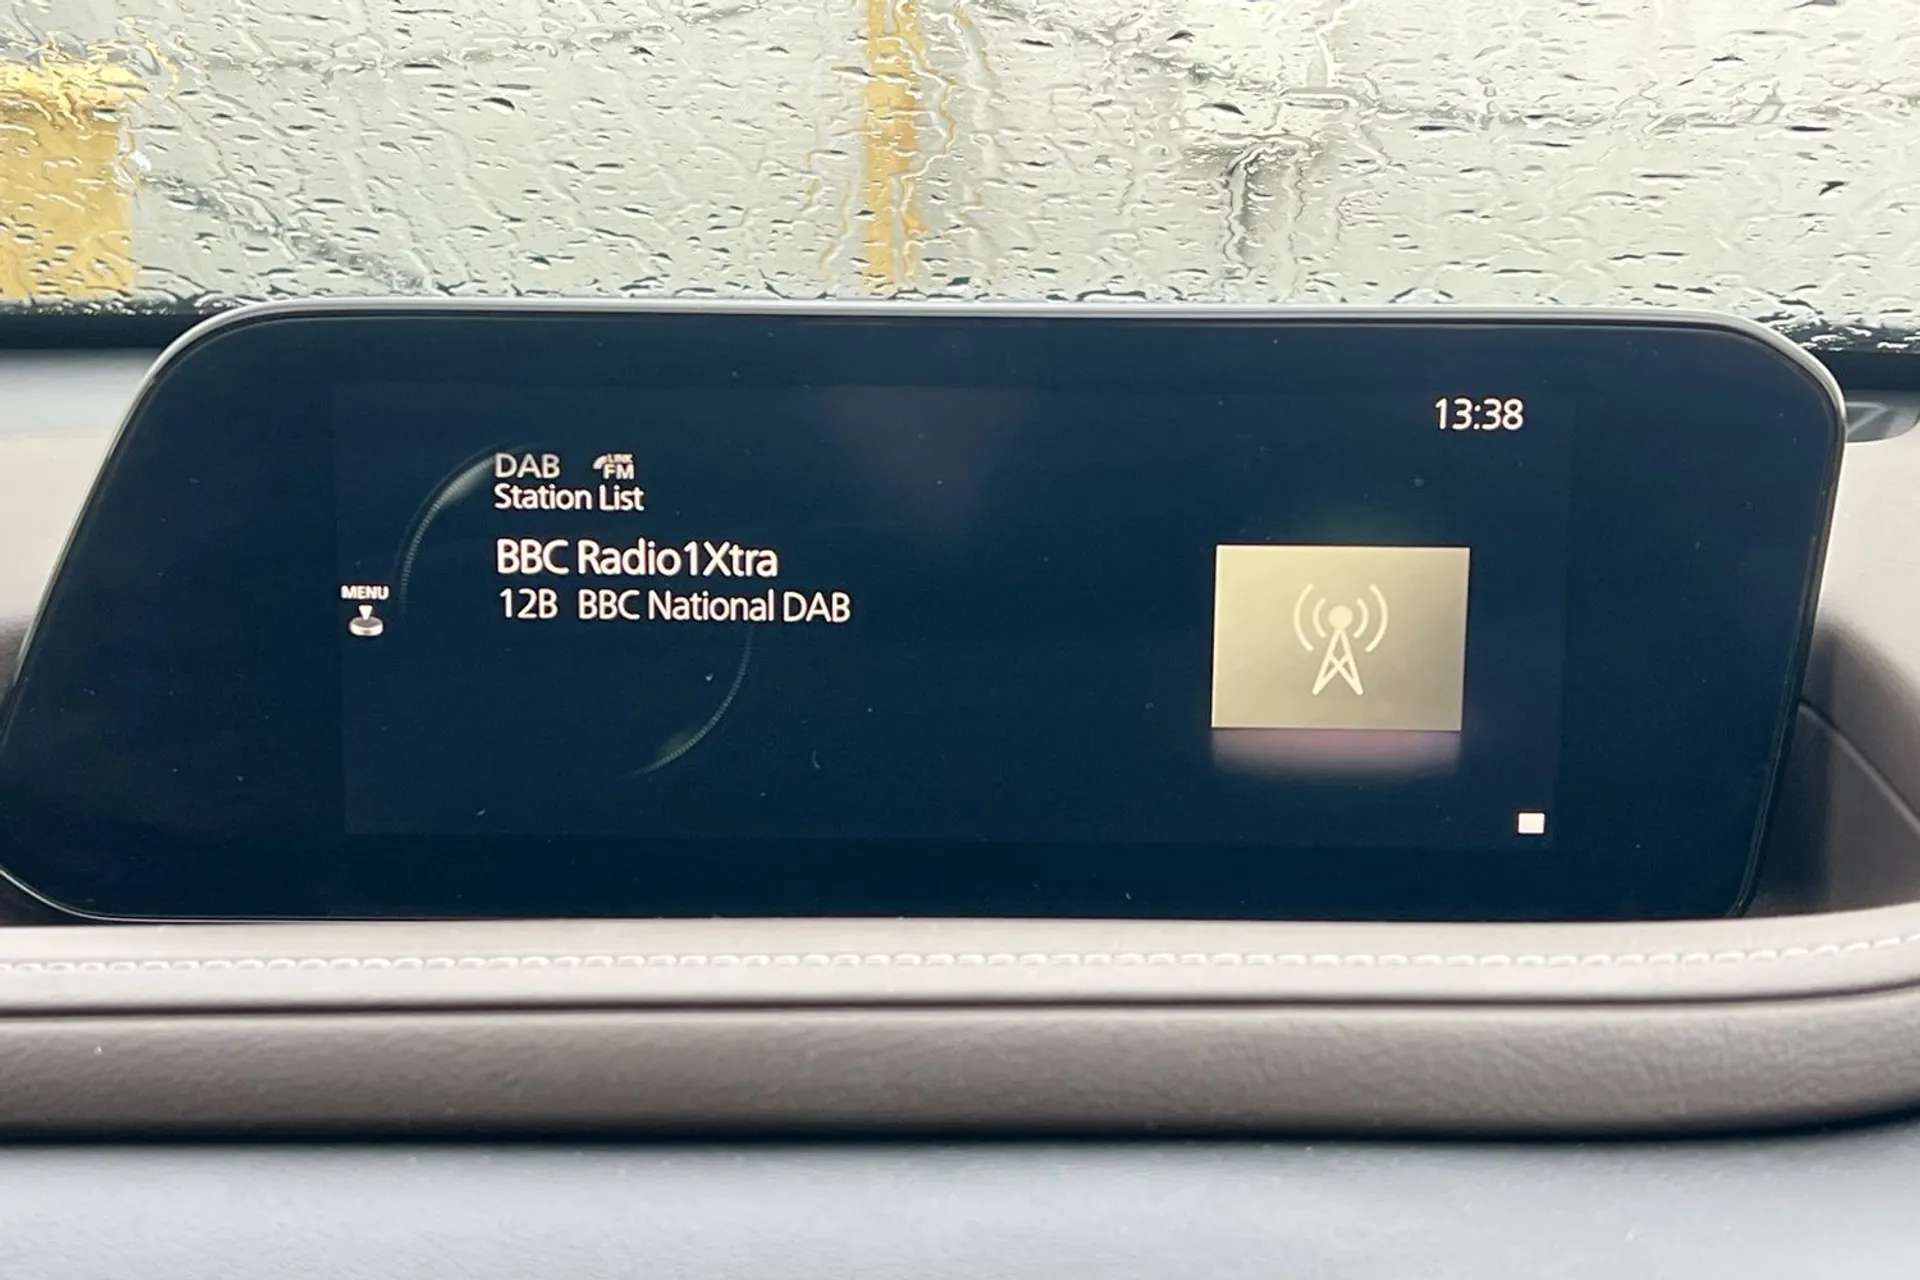 13:38
DAB LINK FM
Station List
BBC Radio1Xtra
MENU
12B BBC National DAB